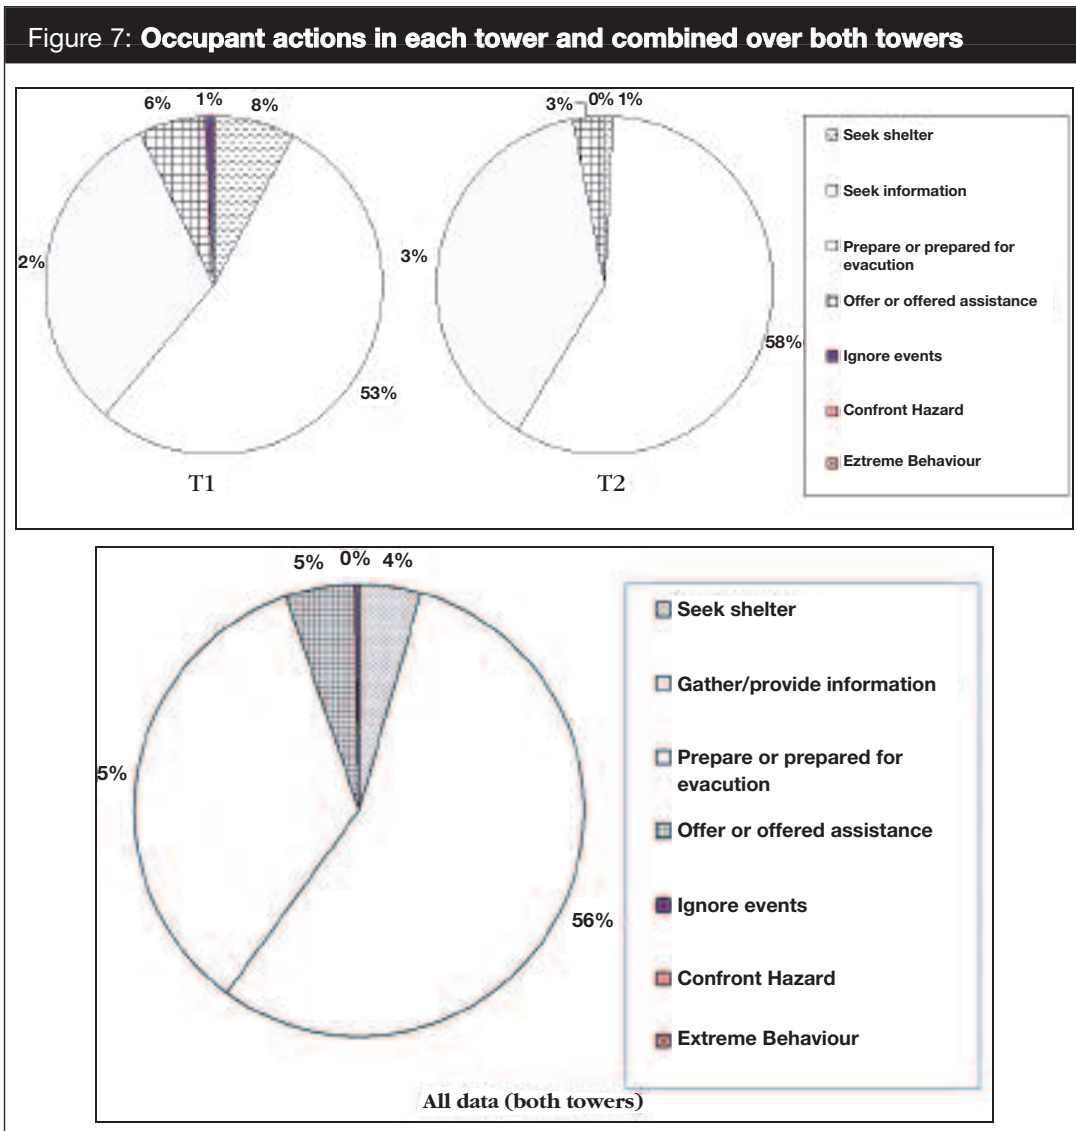 Figure 7: Occupant actions in each tower and combined over both towers
6% 1% 8%
2%
53%
T1
3% 0% 1%
3%
58%
T2
Seek shelter
Seek information
Prepare or prepared for
evacution
Offer or offered assistance
Ignore events
Confront Hazard
Eztreme Behaviour
5% 0% 4%
5%
56%
Seek shelter
Gather/provide information
Prepare or prepared for
evacution
Offer or offered assistance
Ignore events
Confront Hazard
Extreme Behaviour
All data (both towers)